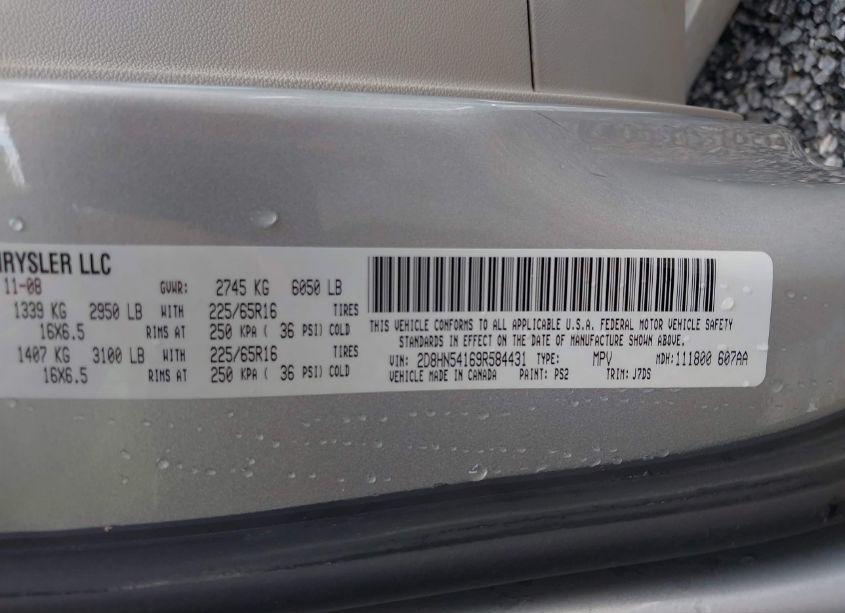 HRYSLER LLC
11-08 GVWR: 2745 KG 6050 LB
1339 KG 2950 LB WITH 225/65R16 TIRES
16X6.5 RIMS AT 250 KPA ( 36 PSI) COLD
1407 KG 3100 LB WITH 225/65R16 TIRES
16X6.5 RIMS AT 250 KPA ( 36 PSI) COLD
THIS VEHICLE CONFORMS TO ALL APPLICABLE U.S.A. FEDERAL MOTOR VEHICLE SAFETY
STANDARDS IN EFFECT ON THE DATE OF MANUFACTURE SHOWN ABOVE.
VIN: 2D8HN54169R584431 TYPE: MPV MDH: 111800 607AA
VEHICLE MADE IN CANADA PAINT: PS2 TRIM: J7DS